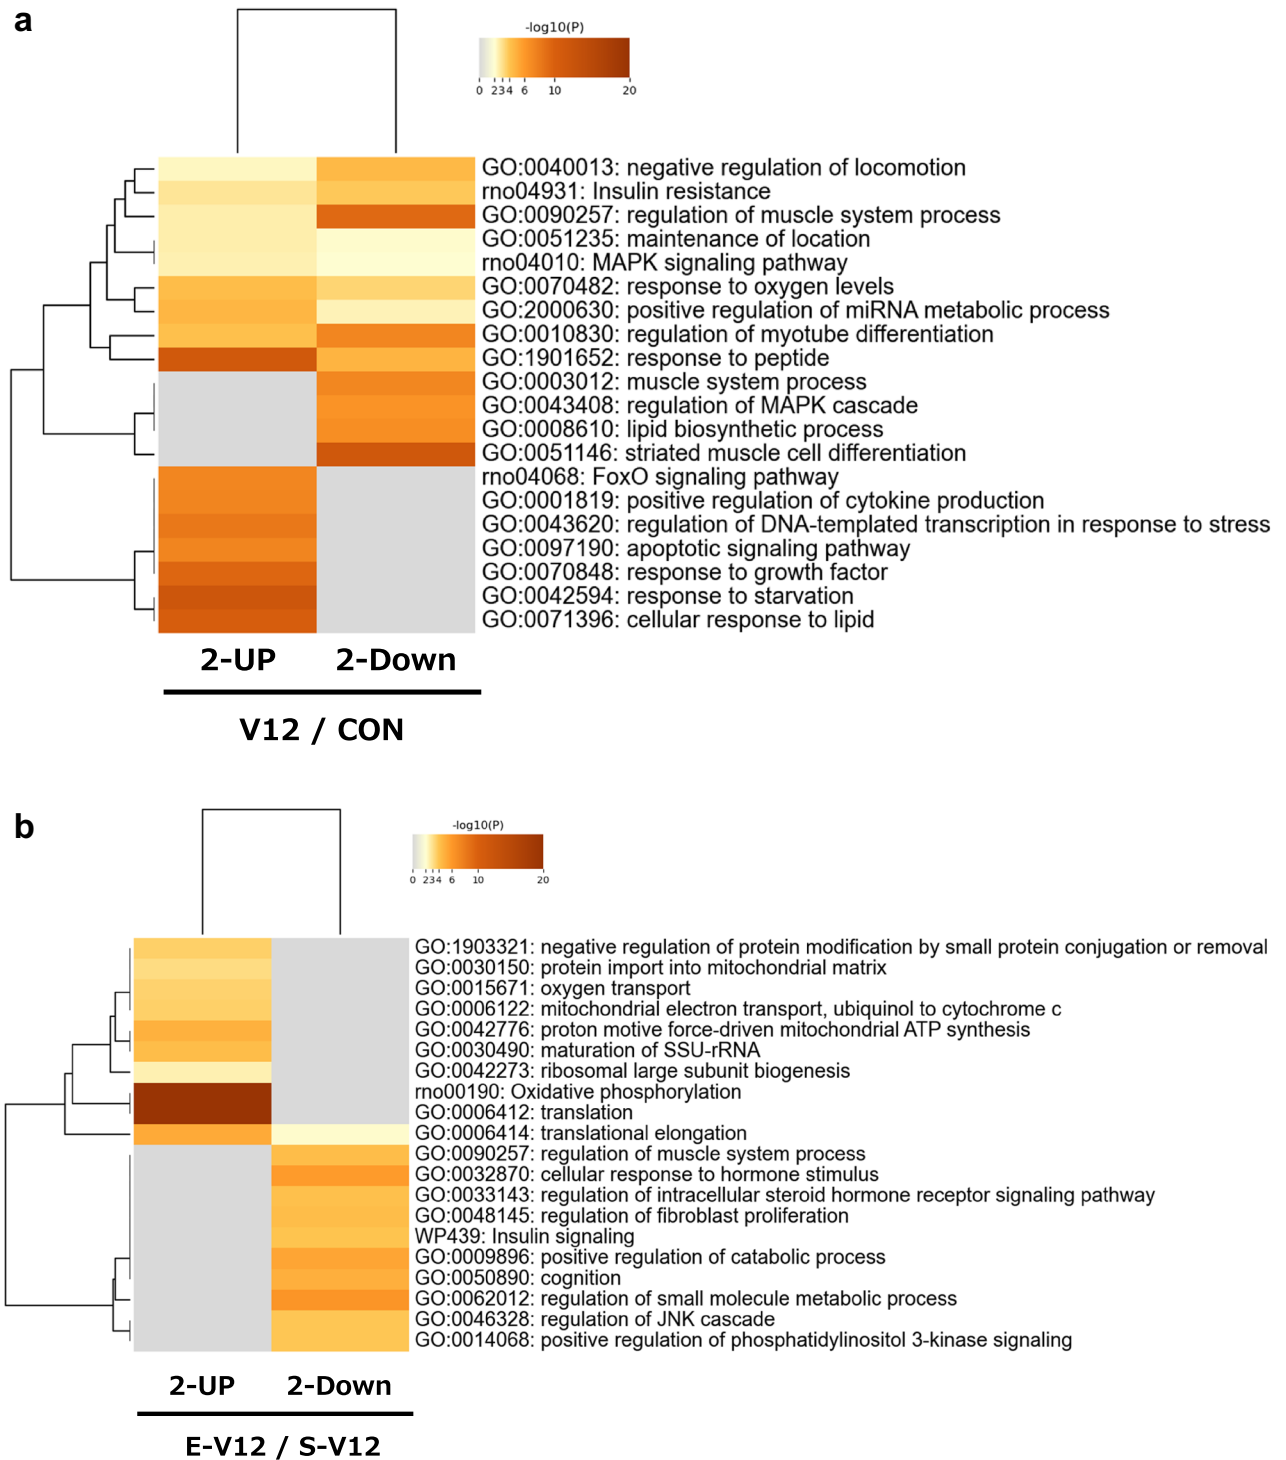 a
-log10(P)
0 2 3 4 6 10 20
GO:0040013: negative regulation of locomotion
rno04931: Insulin resistance
GO:0090257: regulation of muscle system process
GO:0051235: maintenance of location
rno04010: MAPK signaling pathway
GO:0070482: response to oxygen levels
GO:2000630: positive regulation of miRNA metabolic process
GO:0010830: regulation of myotube differentiation
GO:1901652: response to peptide
GO:0003012: muscle system process
GO:0043408: regulation of MAPK cascade
GO:0008610: lipid biosynthetic process
GO:0051146: striated muscle cell differentiation
rno04068: FoxO signaling pathway
GO:0001819: positive regulation of cytokine production
GO:0043620: regulation of DNA-templated transcription in response to stress
GO:0097190: apoptotic signaling pathway
GO:0070848: response to growth factor
GO:0042594: response to starvation
GO:0071396: cellular response to lipid
2-UP 2-Down
V12 / CON
b
-log10(P)
0 2 3 4 6 10 20
GO:1903321: negative regulation of protein modification by small protein conjugation or removal
GO:0030150: protein import into mitochondrial matrix
GO:0015671: oxygen transport
GO:0006122: mitochondrial electron transport, ubiquinol to cytochrome c
GO:0042776: proton motive force-driven mitochondrial ATP synthesis
GO:0030490: maturation of SSU-rRNA
GO:0042273: ribosomal large subunit biogenesis
rno00190: Oxidative phosphorylation
GO:0006412: translation
GO:0006414: translational elongation
GO:0090257: regulation of muscle system process
GO:0032870: cellular response to hormone stimulus
GO:0033143: regulation of intracellular steroid hormone receptor signaling pathway
GO:0048145: regulation of fibroblast proliferation
WP439: Insulin signaling
GO:0009896: positive regulation of catabolic process
GO:0050890: cognition
GO:0062012: regulation of small molecule metabolic process
GO:0046328: regulation of JNK cascade
GO:0014068: positive regulation of phosphatidylinositol 3-kinase signaling
2-UP 2-Down
E-V12 / S-V12